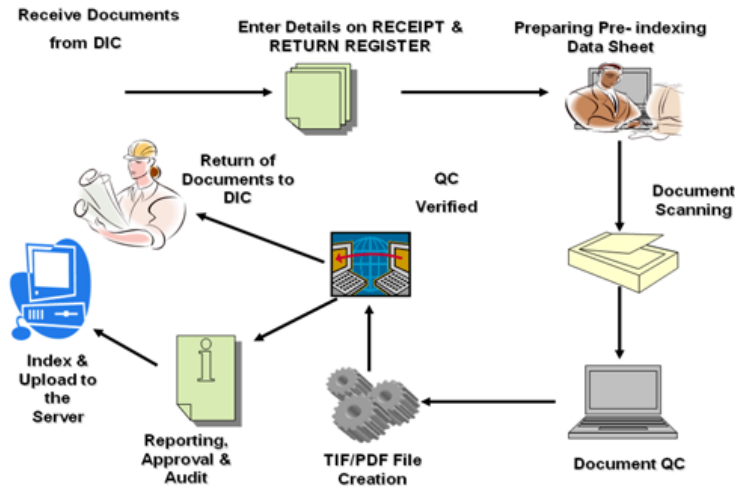 Receive Documents
from DIC
Enter Details on RECEIPT &
RETURN REGISTER
Preparing Pre- indexing
Data Sheet
Document
Scanning
Document QC
TIF/PDF File
Creation
QC
Verified
Return of
Documents to
DIC
Reporting,
Approval &
Audit
Index &
Upload to
the
Server